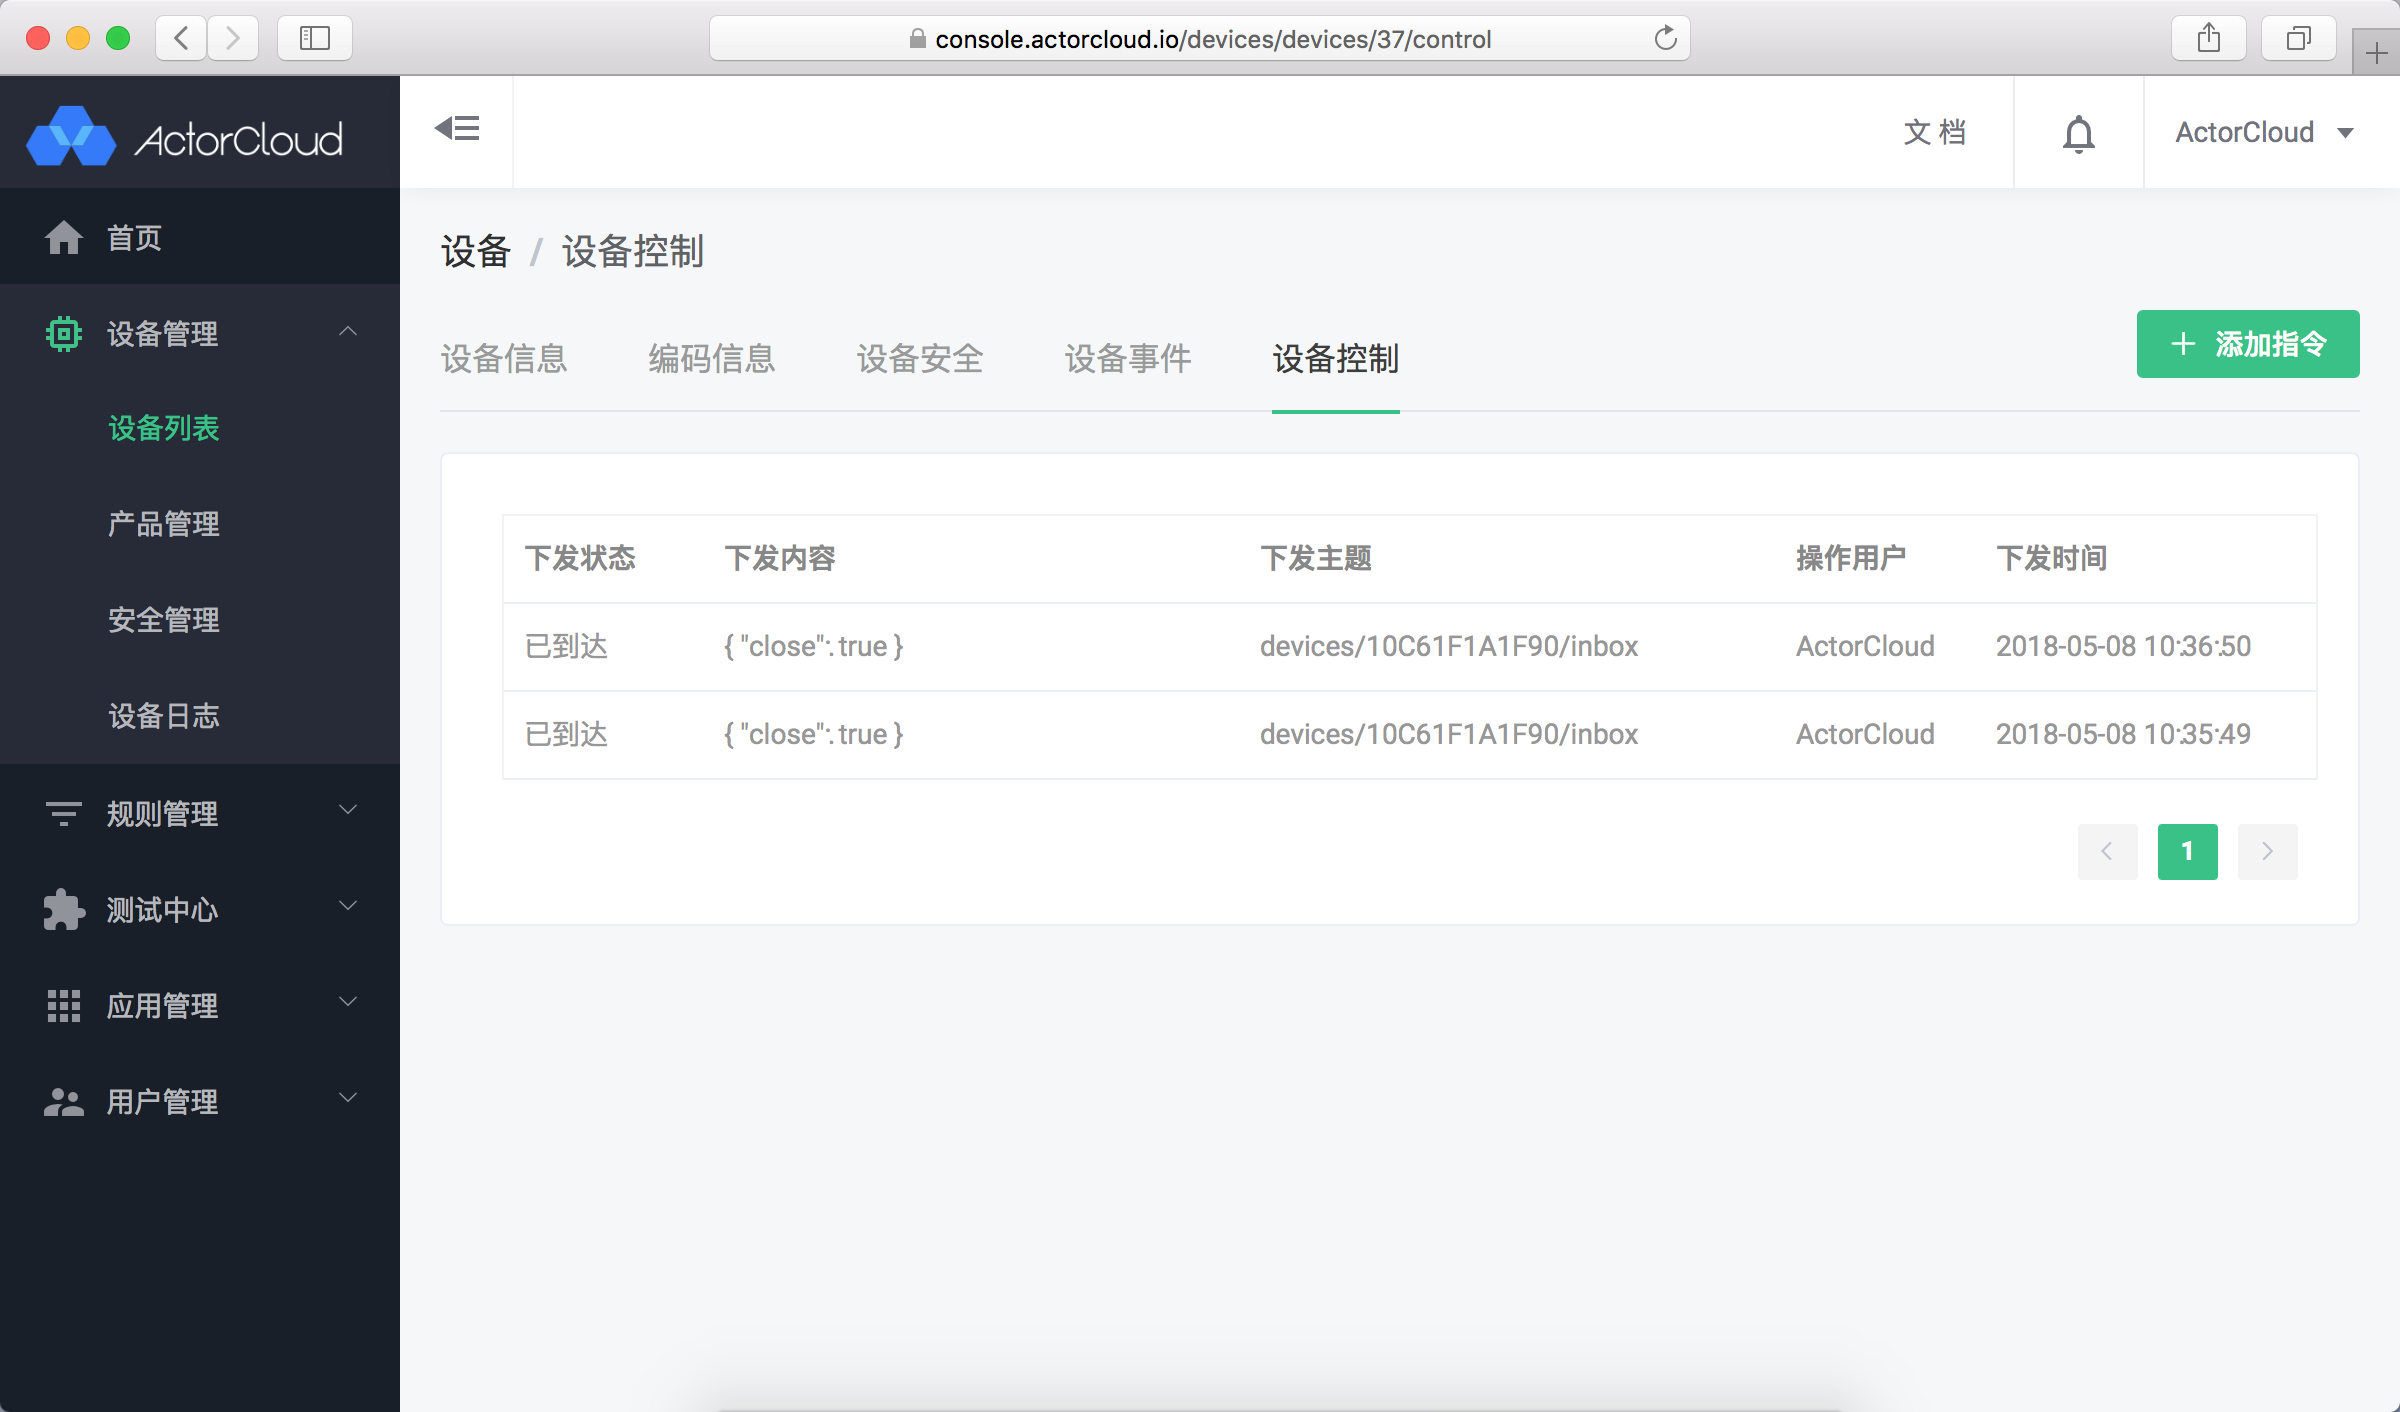 console.actorcloud.io/devices/devices/37/control
ActorCloud
文 档
ActorCloud
首页
设备管理
设备列表
产品管理
安全管理
设备日志
规则管理
测试中心
应用管理
用户管理
设备 / 设备控制
设备信息 编码信息 设备安全 设备事件 设备控制
+ 添加指令
下发状态 下发内容 下发主题 操作用户 下发时间
已到达 { "close": true } devices/10C61F1A1F90/inbox ActorCloud 2018-05-08 10:36:50
已到达 { "close": true } devices/10C61F1A1F90/inbox ActorCloud 2018-05-08 10:35:49
1